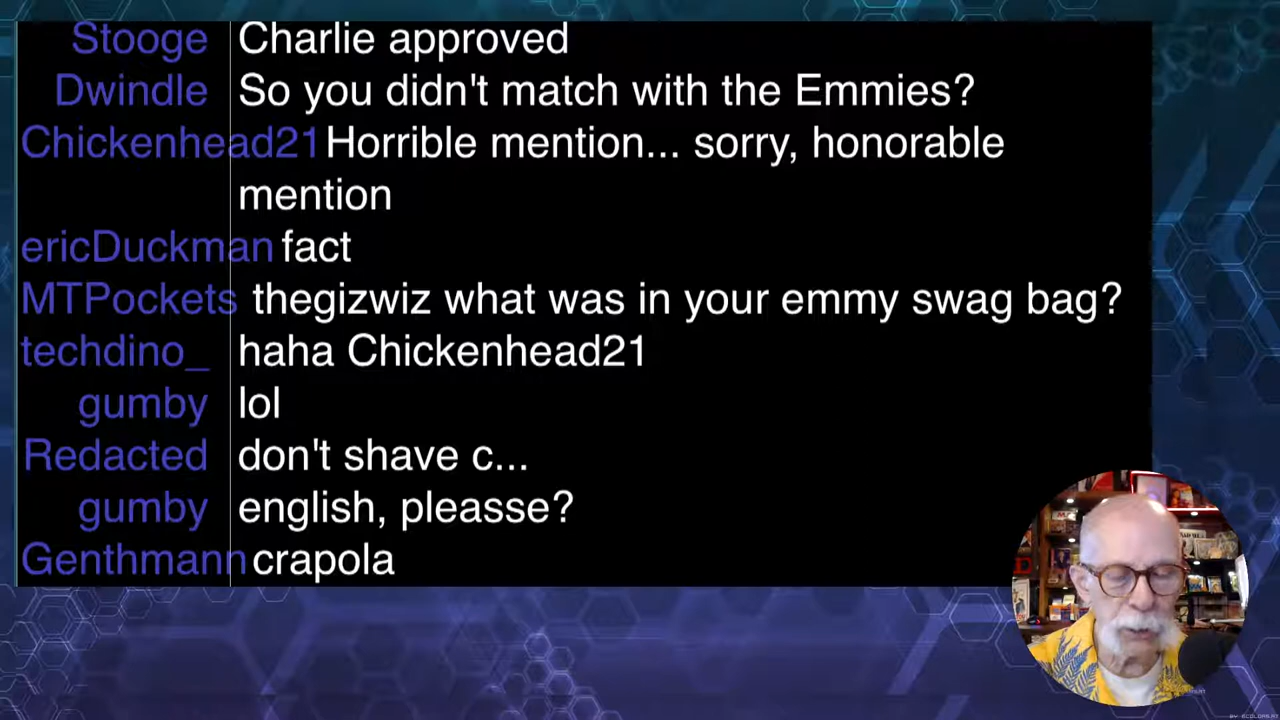 Stooge Charlie approved
Dwindle So you didn't match with the Emmies?
Chickenhead21 Horrible mention... sorry, honorable
mention
ericDuckman fact
MTPockets thegizwiz what was in your emmy swag bag?
techdino_ haha Chickenhead21
gumby lol
Redacted don't shave c...
gumby english, pleasse?
Genthmann crapola